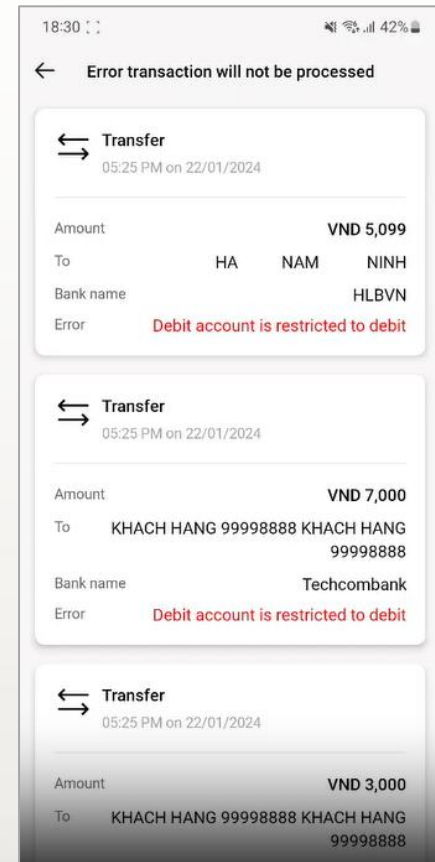 18:30 42%
Error transaction will not be processed
Transfer
05:25 PM on 22/01/2024
Amount VND 5,099
To HA NAM NINH
Bank name HLBVN
Error Debit account is restricted to debit
Transfer
05:25 PM on 22/01/2024
Amount VND 7,000
To KHACH HANG 99998888 KHACH HANG
99998888
Bank name Techcombank
Error Debit account is restricted to debit
Transfer
05:25 PM on 22/01/2024
Amount VND 3,000
To KHACH HANG 99998888 KHACH HANG
99998888